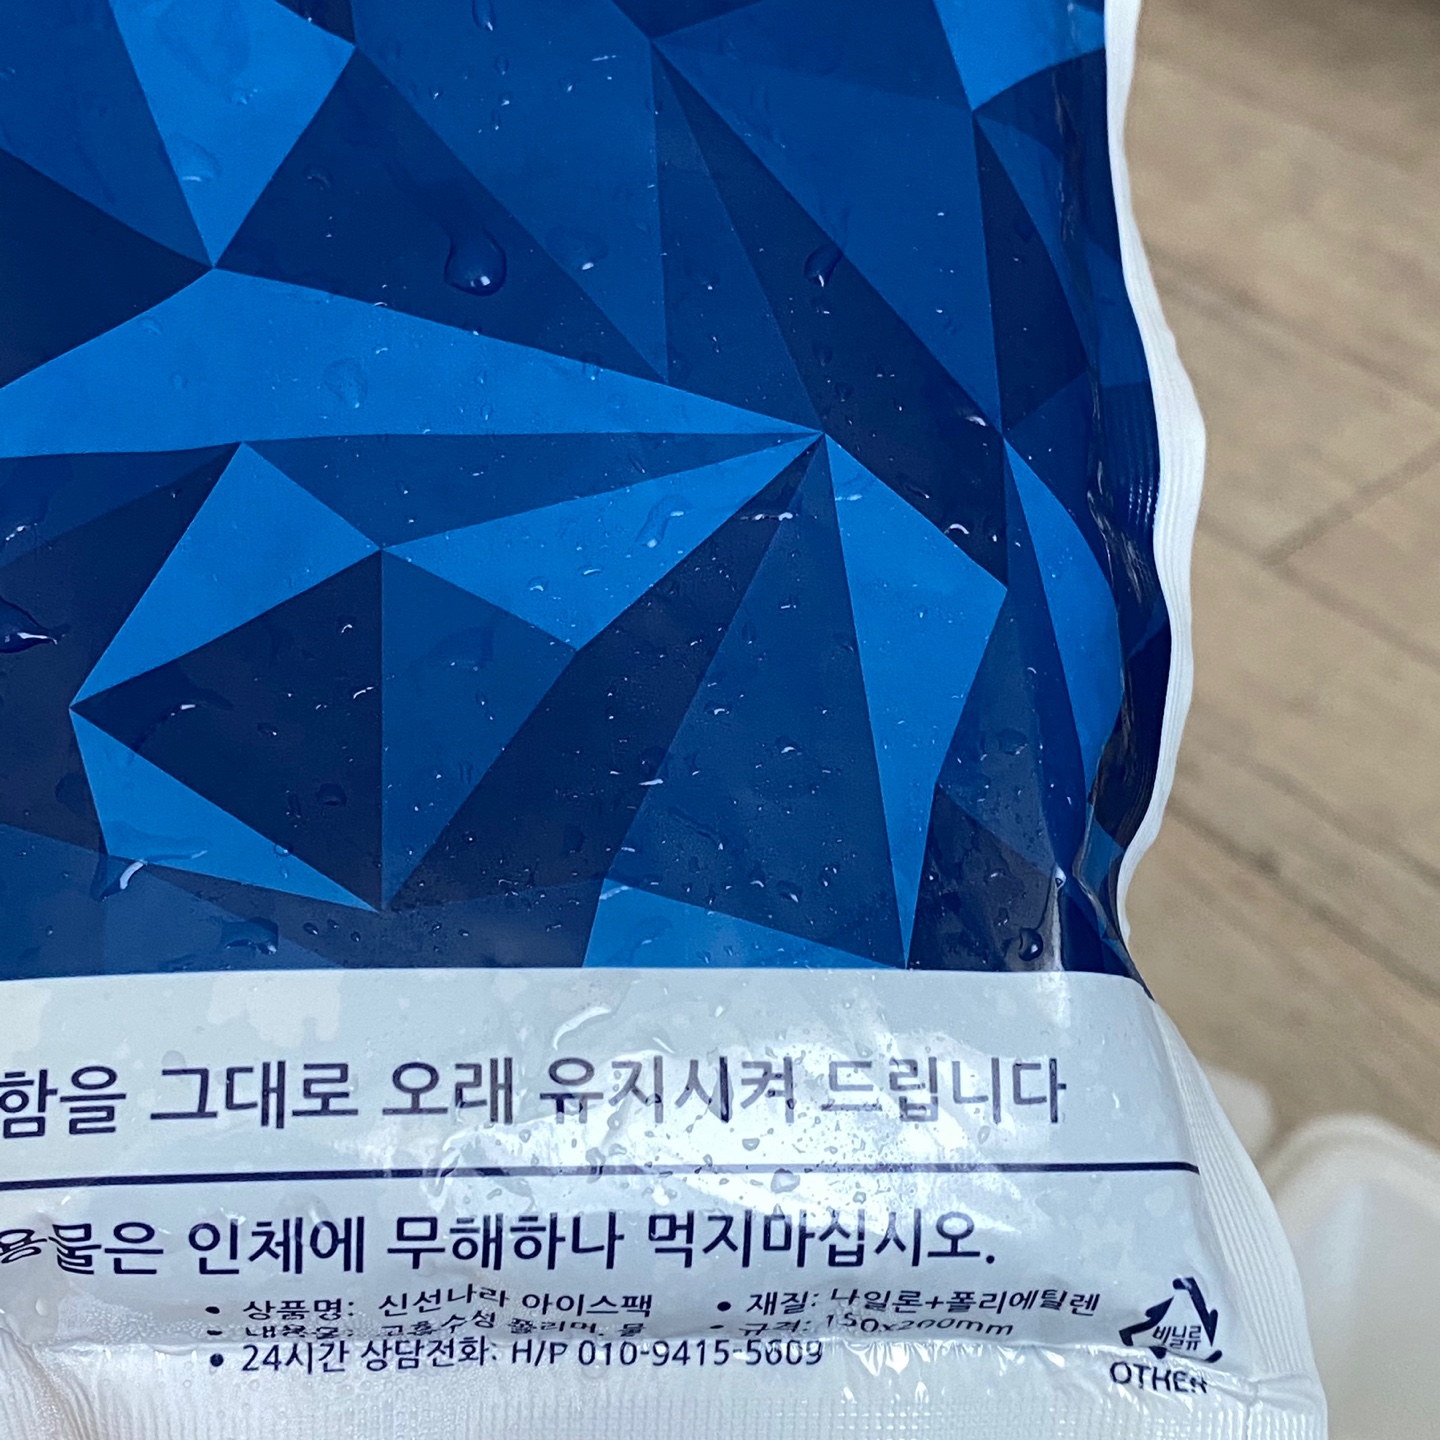 함을 그대로 오래 유지시켜 드립니다
용물은 인체에 무해하나 먹지마십시오.
• 상품명: 신선나라 아이스팩 • 재질: 나일론+폴리에틸렌
• 내용물: 고흡수성 폴리머, 물 • 규격: 150x200mm
• 24시간 상담전화: H/P 010-9415-5609
비닐류
OTHER